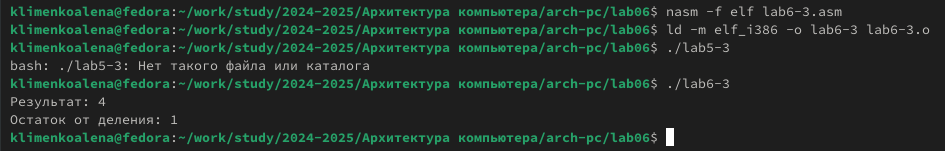 klimenkoalena@fedora:~/work/study/2024-2025/Архитектура компьютера/arch-pc/lab06$ nasm -f elf lab6-3.asm
klimenkoalena@fedora:~/work/study/2024-2025/Архитектура компьютера/arch-pc/lab06$ ld -m elf_i386 -o lab6-3 lab6-3.o
klimenkoalena@fedora:~/work/study/2024-2025/Архитектура компьютера/arch-pc/lab06$ ./lab5-3
bash: ./lab5-3: Нет такого файла или каталога
klimenkoalena@fedora:~/work/study/2024-2025/Архитектура компьютера/arch-pc/lab06$ ./lab6-3
Результат: 4
Остаток от деления: 1
klimenkoalena@fedora:~/work/study/2024-2025/Архитектура компьютера/arch-pc/lab06$